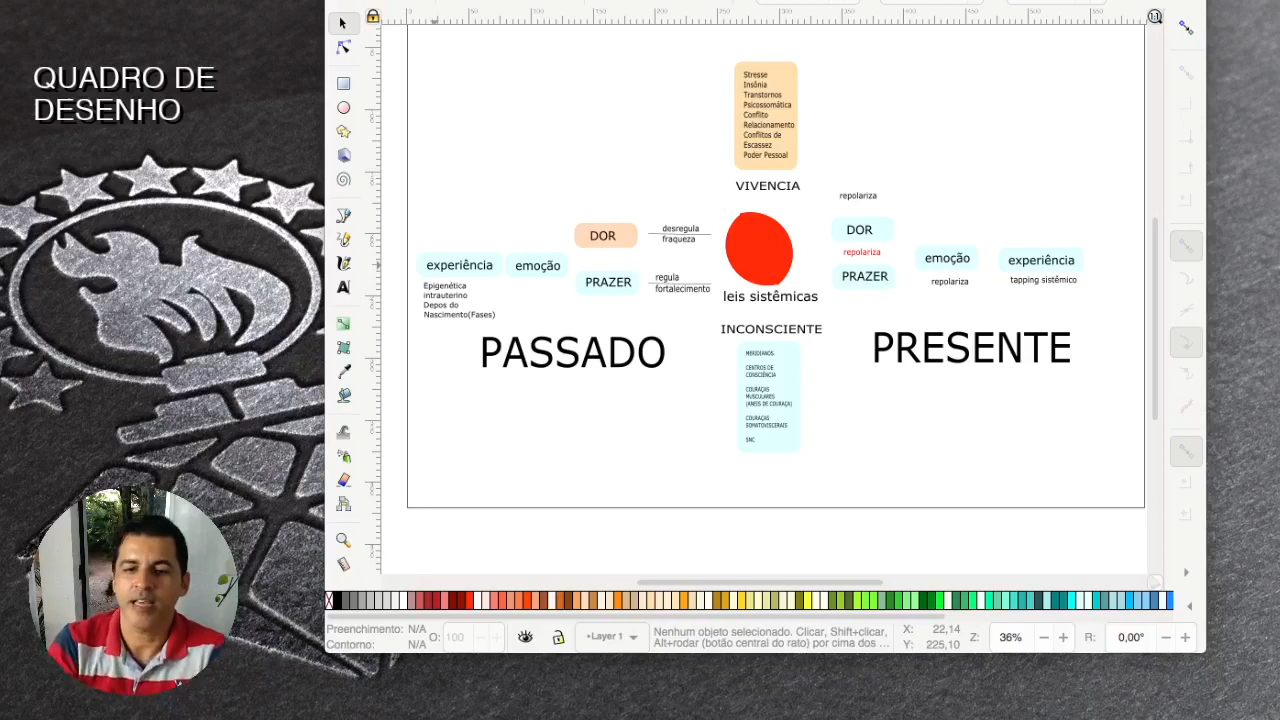 QUADRO DE
DESENHO
Stresse
Insônia
Transtornos
Psicossomática
Conflito
Relacionamento
Conflitos de
Escassez
Poder Pessoal
VIVENCIA
repolariza
DOR
desregula
fraqueza
DOR
repolariza
experiência
emoção
PRAZER
regula
fortalecimento
PRAZER
emoção
experiência
repolariza
tapping sistêmico
Epigenética
intrauterino
Depos do
Nascimento(Fases)
leis sistêmicas
INCONSCIENTE
PASSADO
PRESENTE
MERIDIANOS
CENTROS DE
CONSCIÊNCIA
COURAÇAS
MUSCULARES
(ANEIS DE COURAÇA)
COURAÇAS
SOMATOVISCERAIS
SNC
Preenchimento: N/A
Contorno: N/A
O: 100
•Layer 1
Nenhum objeto selecionado. Clicar, Shift+clicar,
Alt+rodar (botão central do rato) por cima dos ...
X: 22,14
Y: 225,10
Z: 36%
R: 0,00°